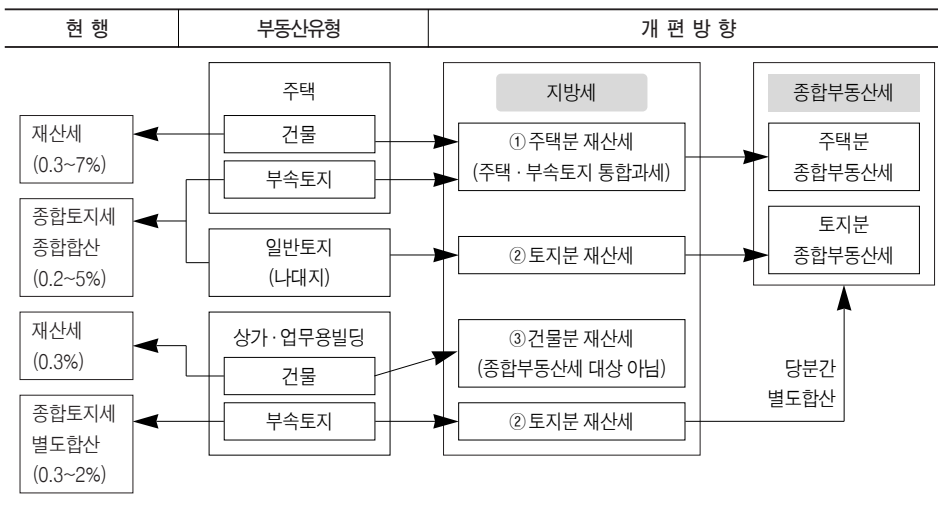 현 행
부동산유형
개 편 방 향
재산세
(0.3~7%)
종합토지세
종합합산
(0.2~5%)
재산세
(0.3%)
종합토지세
별도합산
(0.3~2%)
주택
건물
부속토지
일반토지
(나대지)
상가 · 업무용빌딩
건물
부속토지
지방세
① 주택분 재산세
(주택 · 부속토지 통합과세)
② 토지분 재산세
③ 건물분 재산세
(종합부동산세 대상 아님)
② 토지분 재산세
종합부동산세
주택분
종합부동산세
토지분
종합부동산세
당분간
별도합산